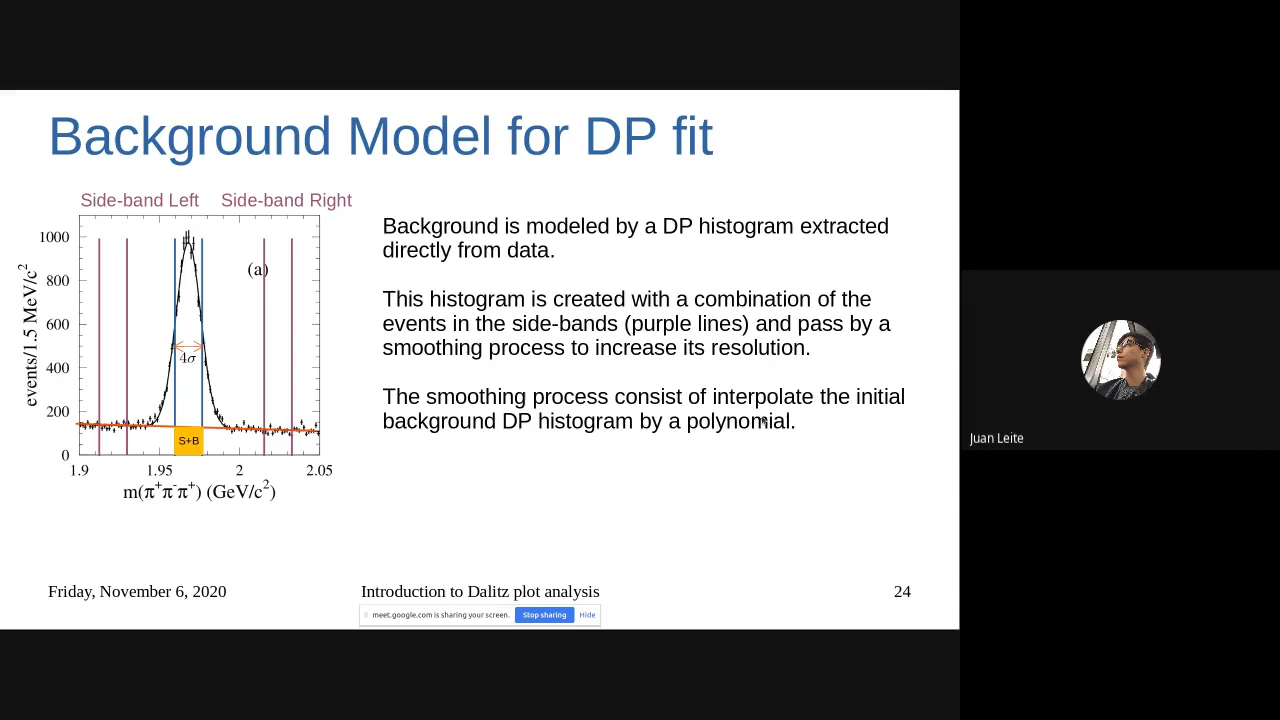 Background Model for DP fit
Side-band Left Side-band Right
1000
800
600
400
200
0
events/1.5 MeV/c²
(a)
4σ
S+B
1.9 1.95 2 2.05
m(π⁺π⁻π⁺) (GeV/c²)
Background is modeled by a DP histogram extracted
directly from data.
This histogram is created with a combination of the
events in the side-bands (purple lines) and pass by a
smoothing process to increase its resolution.
The smoothing process consist of interpolate the initial
background DP histogram by a polynomial.
Friday, November 6, 2020
Introduction to Dalitz plot analysis
24
meet.google.com is sharing your screen. Stop sharing Hide
Juan Leite